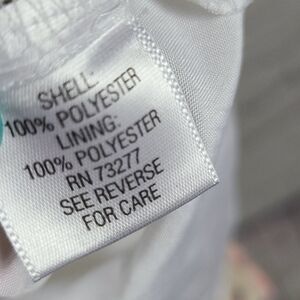 SHELL:
100% POLYESTER
LINING:
100% POLYESTER
RN 73277
SEE REVERSE
FOR CARE